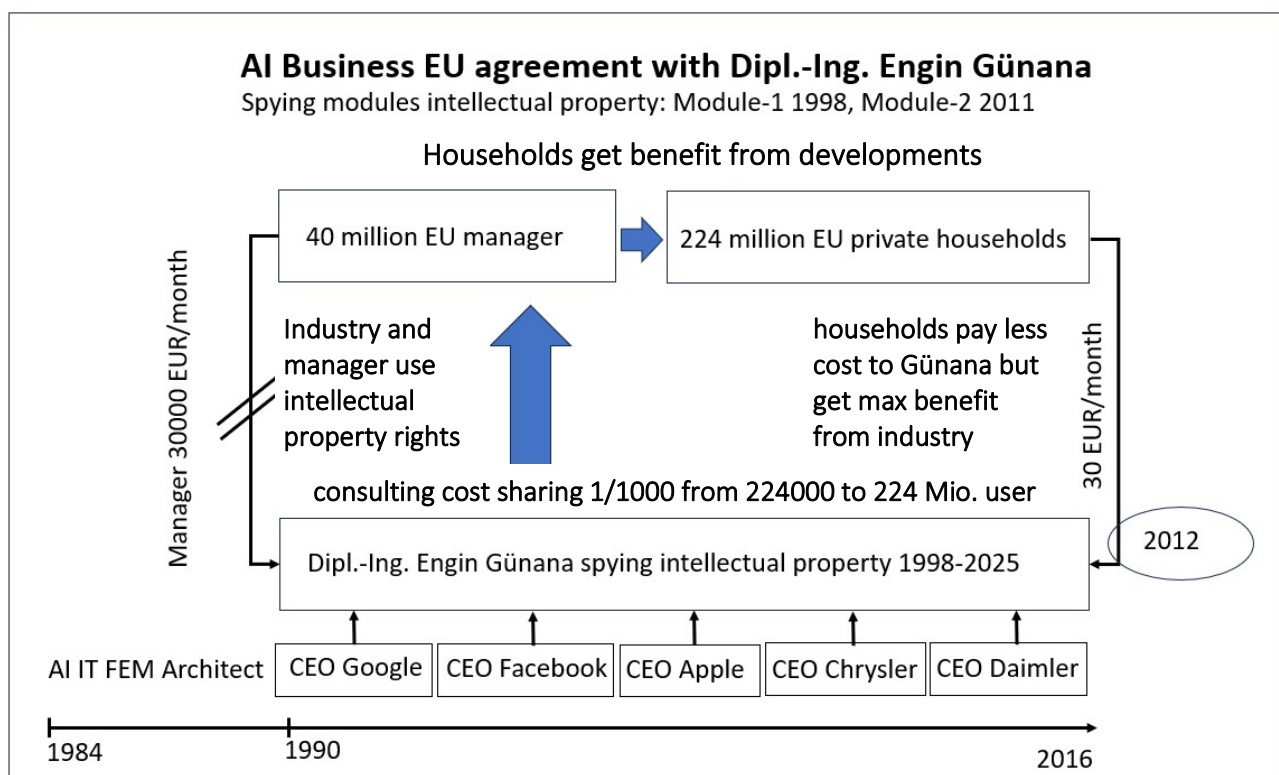 AI Business EU agreement with Dipl.-Ing. Engin Günana
Spying modules intellectual property: Module-1 1998, Module-2 2011
Households get benefit from developments
40 million EU manager
224 million EU private households
Manager 30000 EUR/month
Industry and
manager use
intellectual
property rights
households pay less
cost to Günana but
get max benefit
from industry
30 EUR/month
consulting cost sharing 1/1000 from 224000 to 224 Mio. user
Dipl.-Ing. Engin Günana spying intellectual property 1998-2025
2012
AI IT FEM Architect
CEO Google
CEO Facebook
CEO Apple
CEO Chrysler
CEO Daimler
1984
1990
2016